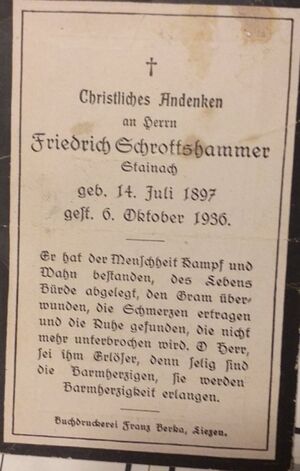 †
Christliches Andenken
an Herrn
Friedrich Schrottshammer
Stainach
geb. 14. Juli 1897
gest. 6. Oktober 1936.
Er hat der Menschheit Kampf und
Wahn bestanden, des Lebens
Bürde abgelegt, den Gram über-
wunden, die Schmerzen ertragen
und die Ruhe gefunden, die nicht
mehr unterbrochen wird. O Herr,
sei ihm Erlöser, denn selig sind
die Barmherzigen, sie werden
Barmherzigkeit erlangen.
Buchdruckerei Franz Berka, Liezen.